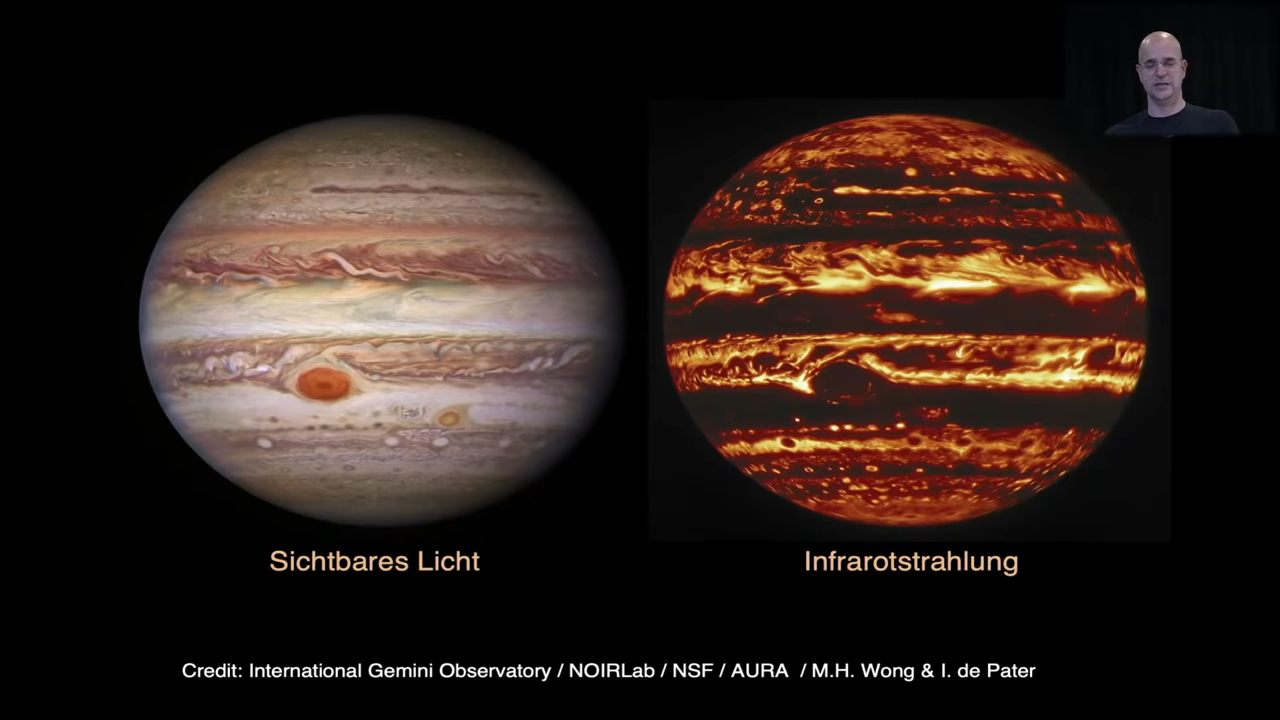 Sichtbares Licht
Infrarotstrahlung
Credit: International Gemini Observatory / NOIRLab / NSF / AURA / M.H. Wong & I. de Pater